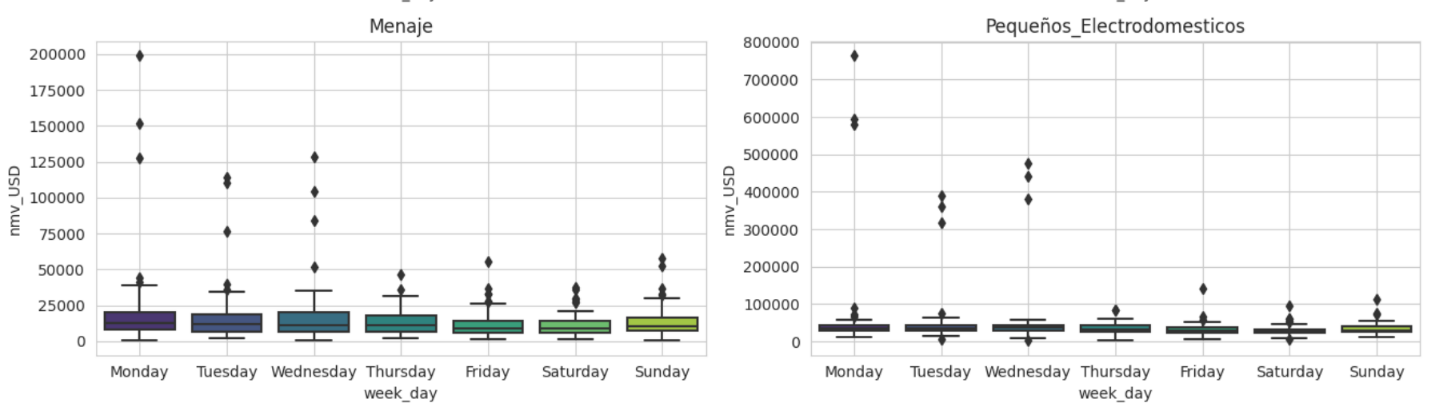 Menaje
200000
175000
150000
125000
100000
75000
50000
25000
0
nmv_USD
Monday Tuesday Wednesday Thursday Friday Saturday Sunday
week_day
Pequeños_Electrodomesticos
800000
700000
600000
500000
400000
300000
200000
100000
0
nmv_USD
Monday Tuesday Wednesday Thursday Friday Saturday Sunday
week_day